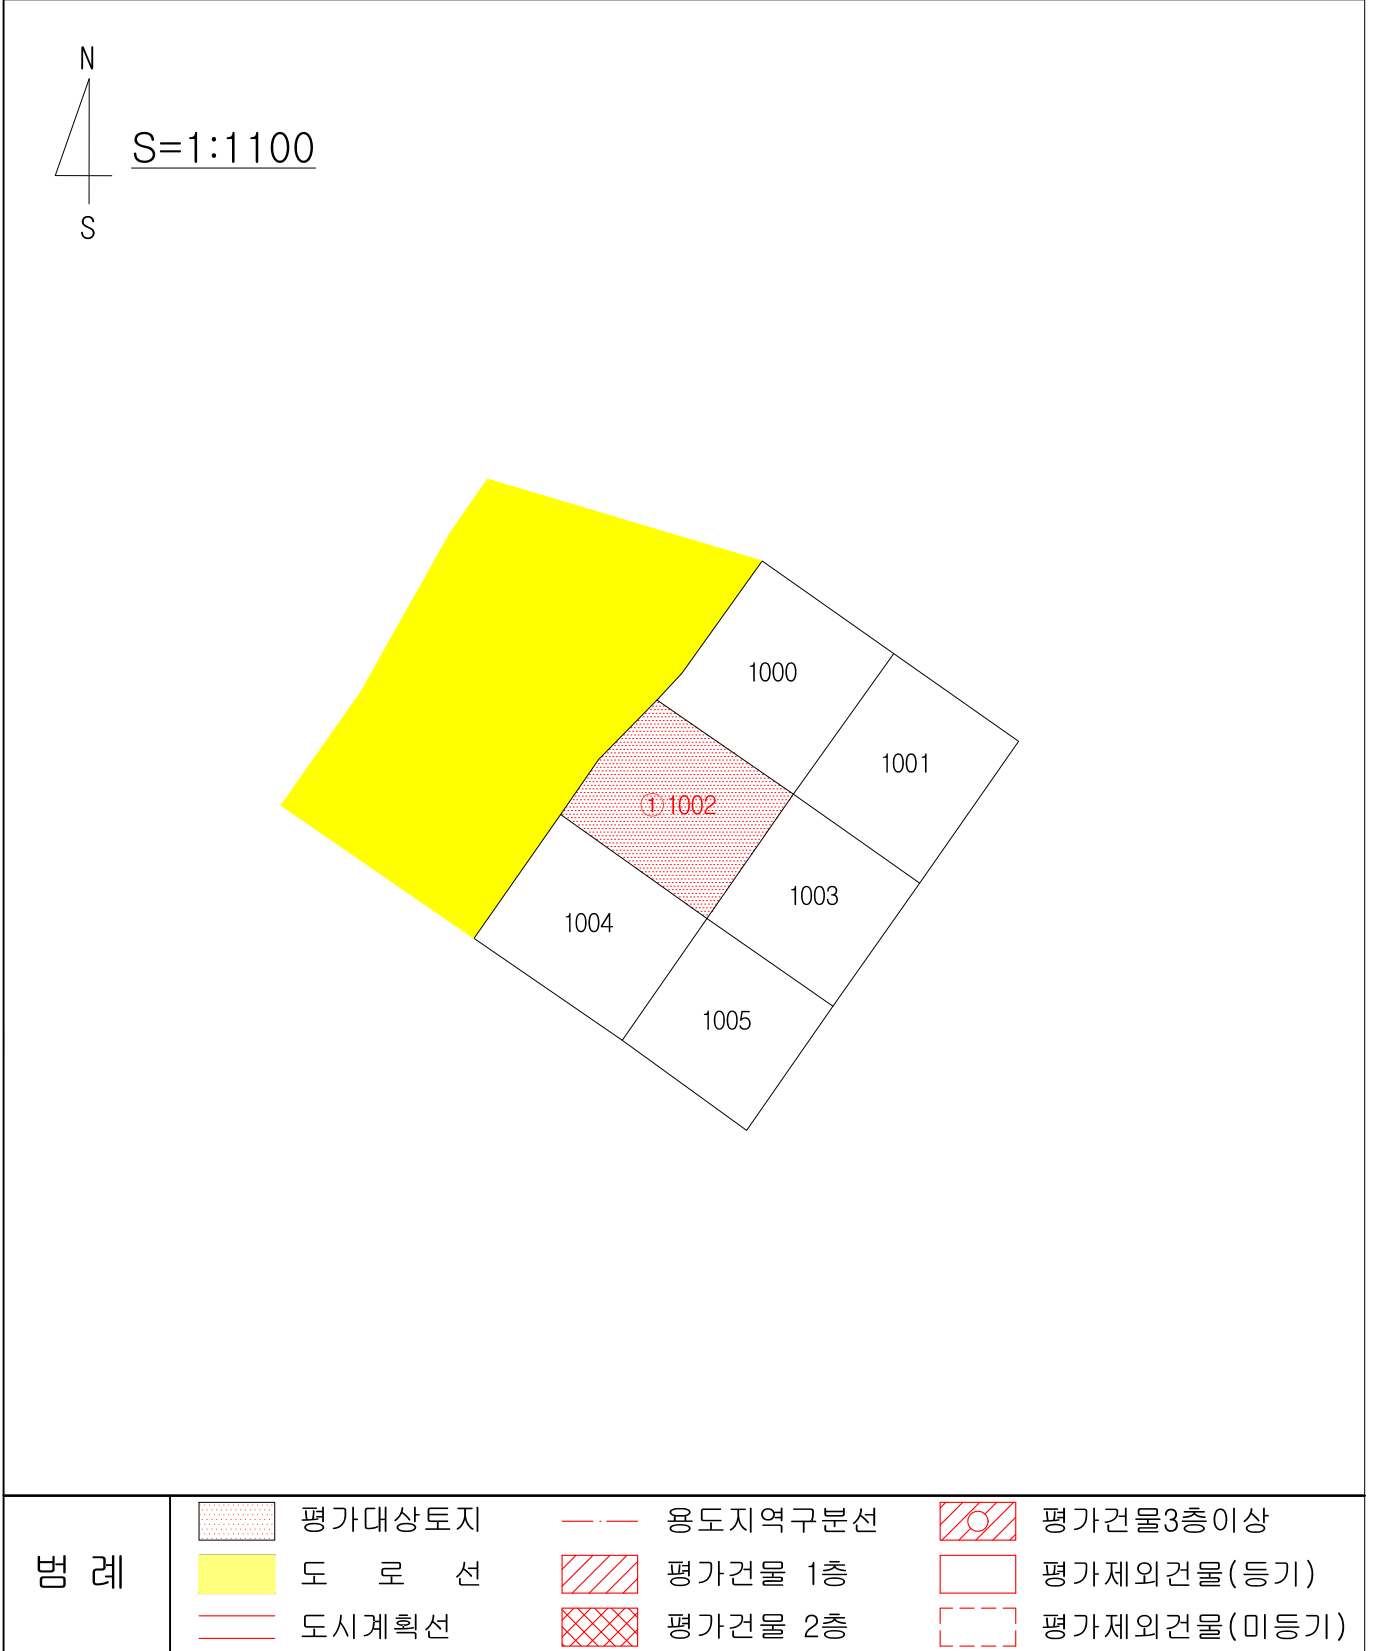 N
S=1:1100
S
1000
1001
①1002
1003
1004
1005
범 례
평가대상토지
용도지역구분선
평가건물3층이상
도 로 선
평가건물 1층
평가제외건물(등기)
도시계획선
평가건물 2층
평가제외건물(미등기)